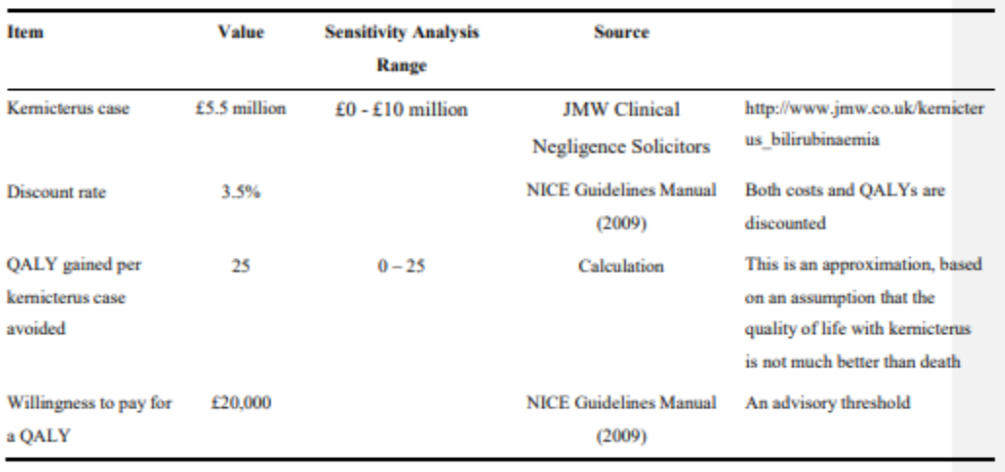 Item Value Sensitivity Analysis Source
Range
Kernicterus case £5.5 million £0 - £10 million JMW Clinical http://www.jmw.co.uk/kernicter
Negligence Solicitors us_bilirubinaemia
Discount rate 3.5% NICE Guidelines Manual Both costs and QALYs are
(2009) discounted
QALY gained per 25 0 – 25 Calculation This is an approximation, based
kernicterus case on an assumption that the
avoided quality of life with kernicterus
is not much better than death
Willingness to pay for £20,000 NICE Guidelines Manual An advisory threshold
a QALY (2009)